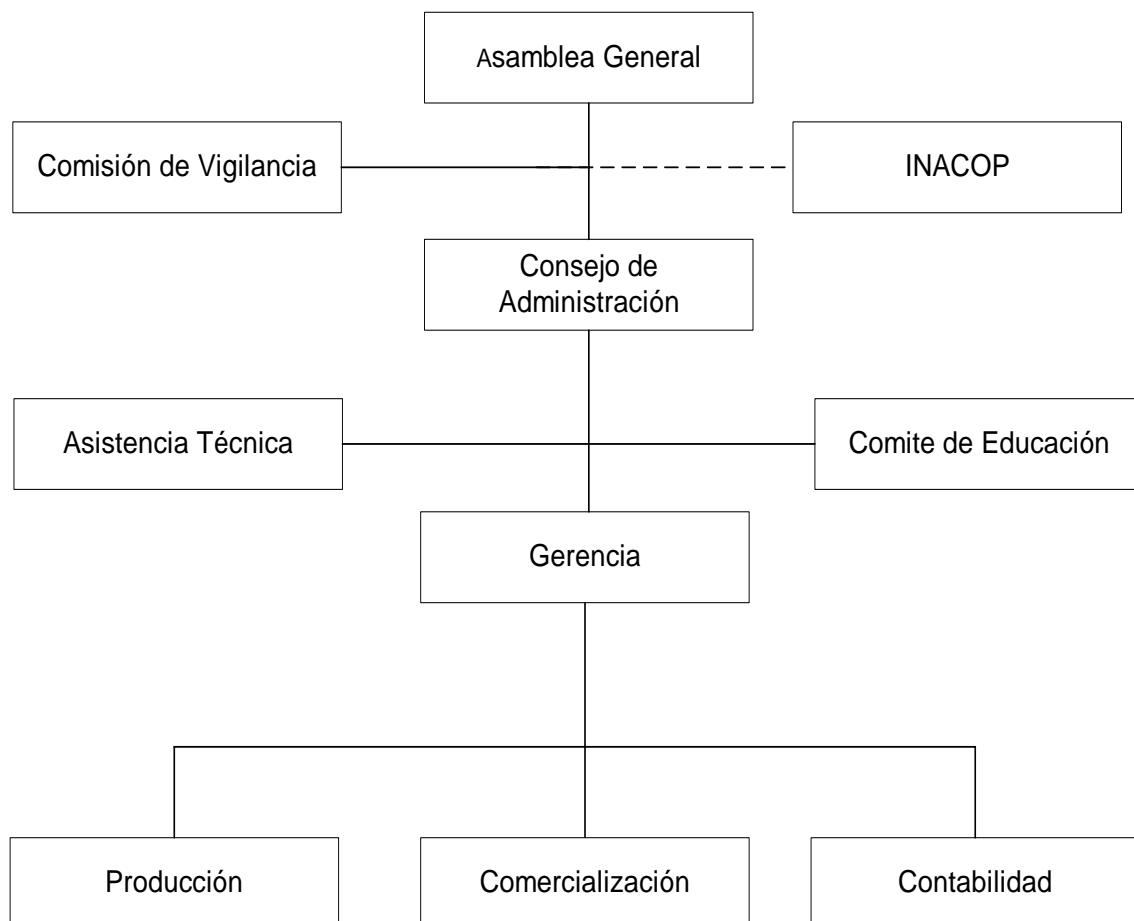 Asamblea General
Comisión de Vigilancia
INACOP
Consejo de
Administración
Asistencia Técnica
Comite de Educación
Gerencia
Producción
Comercialización
Contabilidad